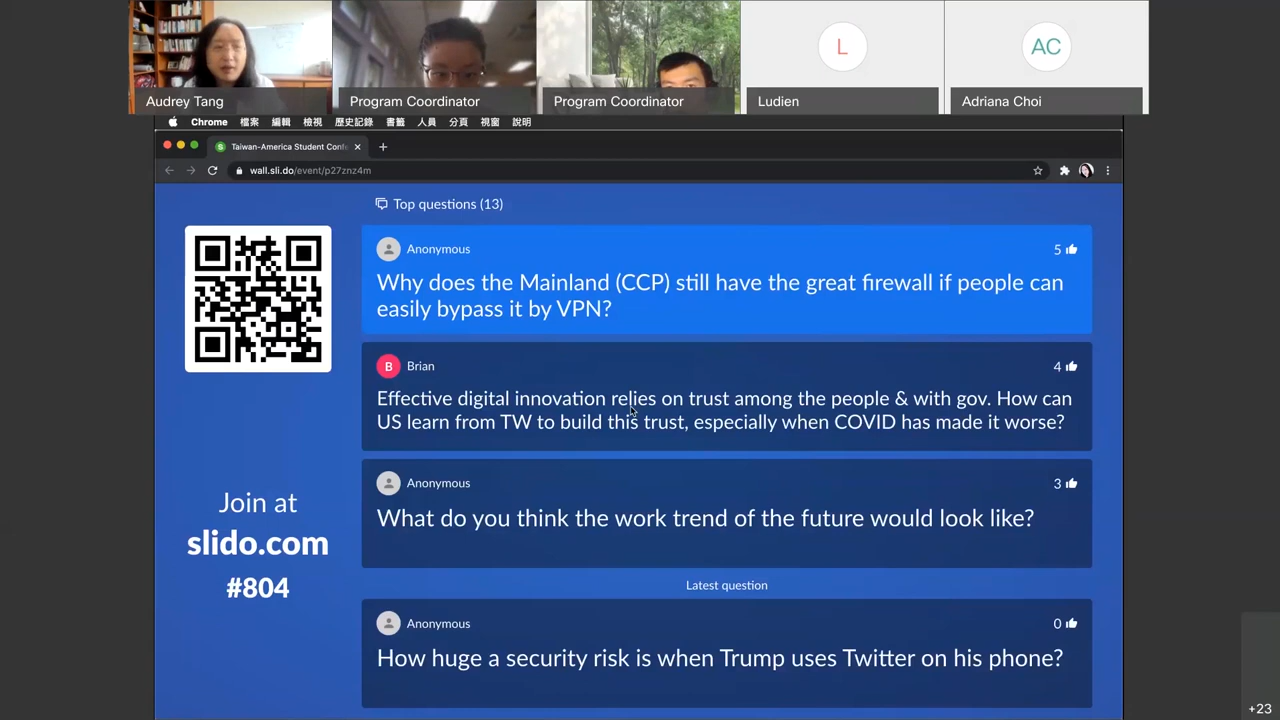 Audrey Tang
Program Coordinator
Program Coordinator
L
Ludien
AC
Adriana Choi
Chrome 檔案 編輯 檢視 歷史記錄 書籤 人員 分頁 視窗 說明
S Taiwan-America Student Conf
wall.sli.do/event/p27znz4m
Top questions (13)
Anonymous 5
Why does the Mainland (CCP) still have the great firewall if people can
easily bypass it by VPN?
B Brian 4
Effective digital innovation relies on trust among the people & with gov. How can
US learn from TW to build this trust, especially when COVID has made it worse?
Anonymous 3
What do you think the work trend of the future would look like?
Join at
slido.com
#804
Latest question
Anonymous 0
How huge a security risk is when Trump uses Twitter on his phone?
+23